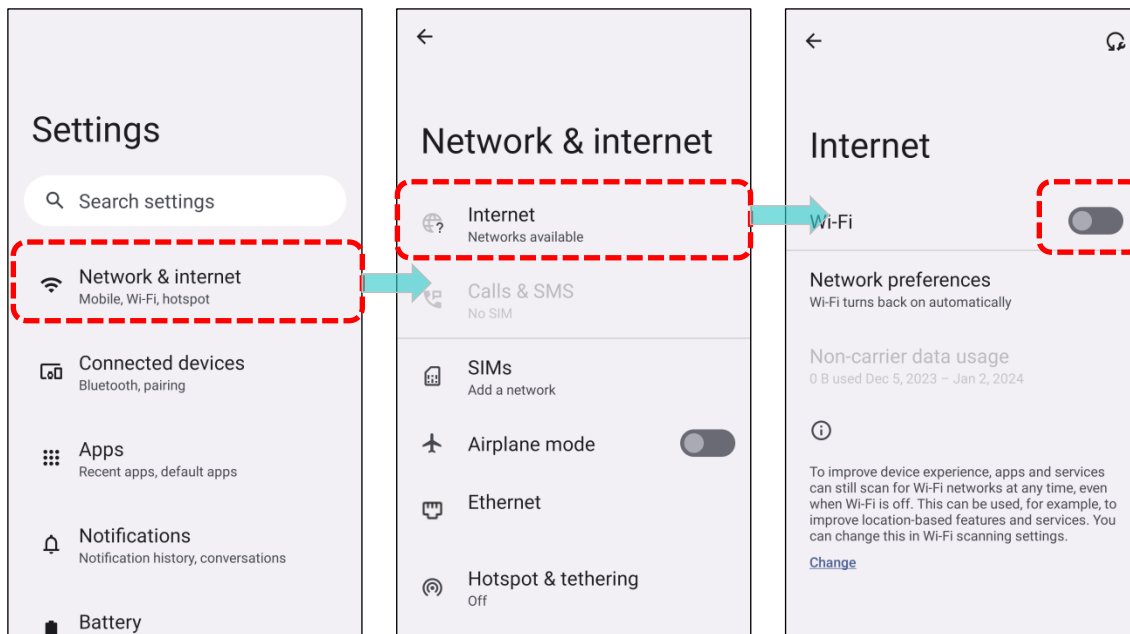 Settings
Search settings
Network & internet
Mobile, Wi-Fi, hotspot
Connected devices
Bluetooth, pairing
Apps
Recent apps, default apps
Notifications
Notification history, conversations
Battery
Network & internet
Internet
Networks available
Calls & SMS
No SIM
SIMs
Add a network
Airplane mode
Ethernet
Hotspot & tethering
Off
Internet
Wi-Fi
Network preferences
Wi-Fi turns back on automatically
Non-carrier data usage
0 B used Dec 5, 2023 – Jan 2, 2024
To improve device experience, apps and services
can still scan for Wi-Fi networks at any time, even
when Wi-Fi is off. This can be used, for example, to
improve location-based features and services. You
can change this in Wi-Fi scanning settings.
Change